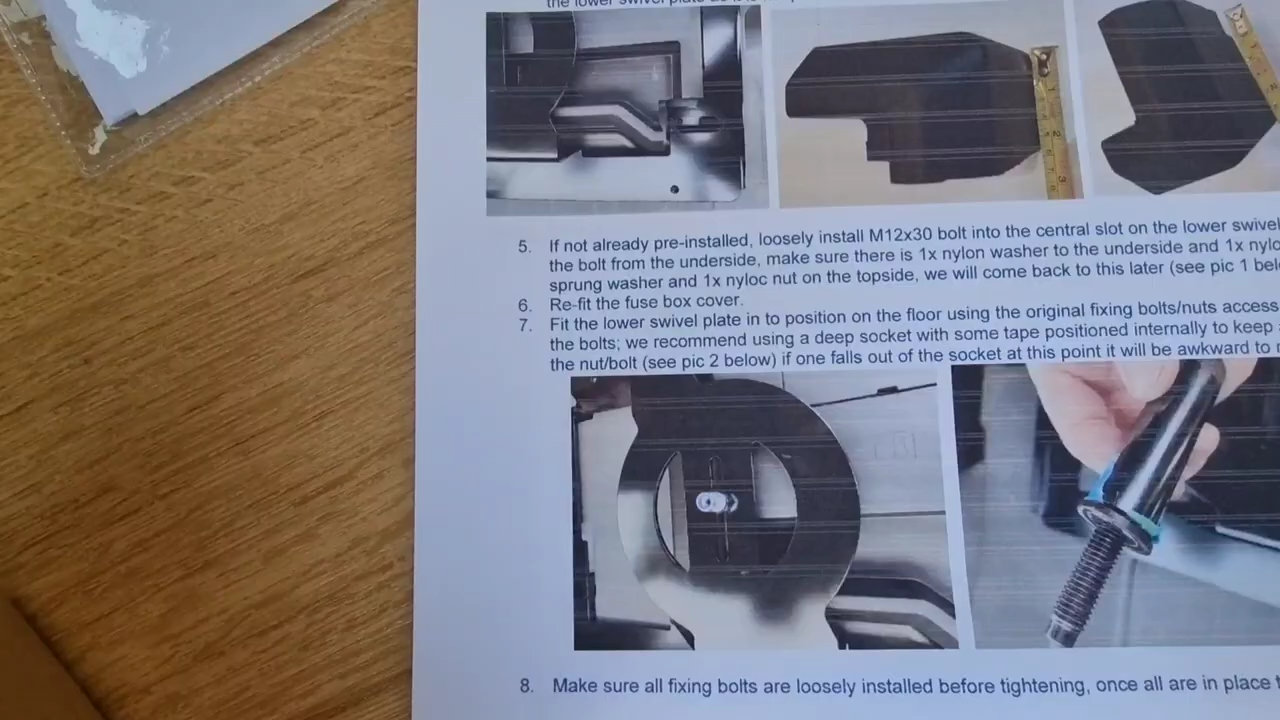 the lower swivel plate
5. If not already pre-installed, loosely install M12x30 bolt into the central slot on the lower swivel
the bolt from the underside, make sure there is 1x nylon washer to the underside and 1x
sprung washer and 1x nyloc nut on the topside, we will come back to this later (see pic 1
6. Re-fit the fuse box cover.
7. Fit the lower swivel plate in to position on the floor using the original fixing bolts/nuts access
the bolts; we recommend using a deep socket with some tape positioned internally to keep
the nut/bolt (see pic 2 below) if one falls out of the socket at this point it will be awkward to
8. Make sure all fixing bolts are loosely installed before tightening, once all are in place